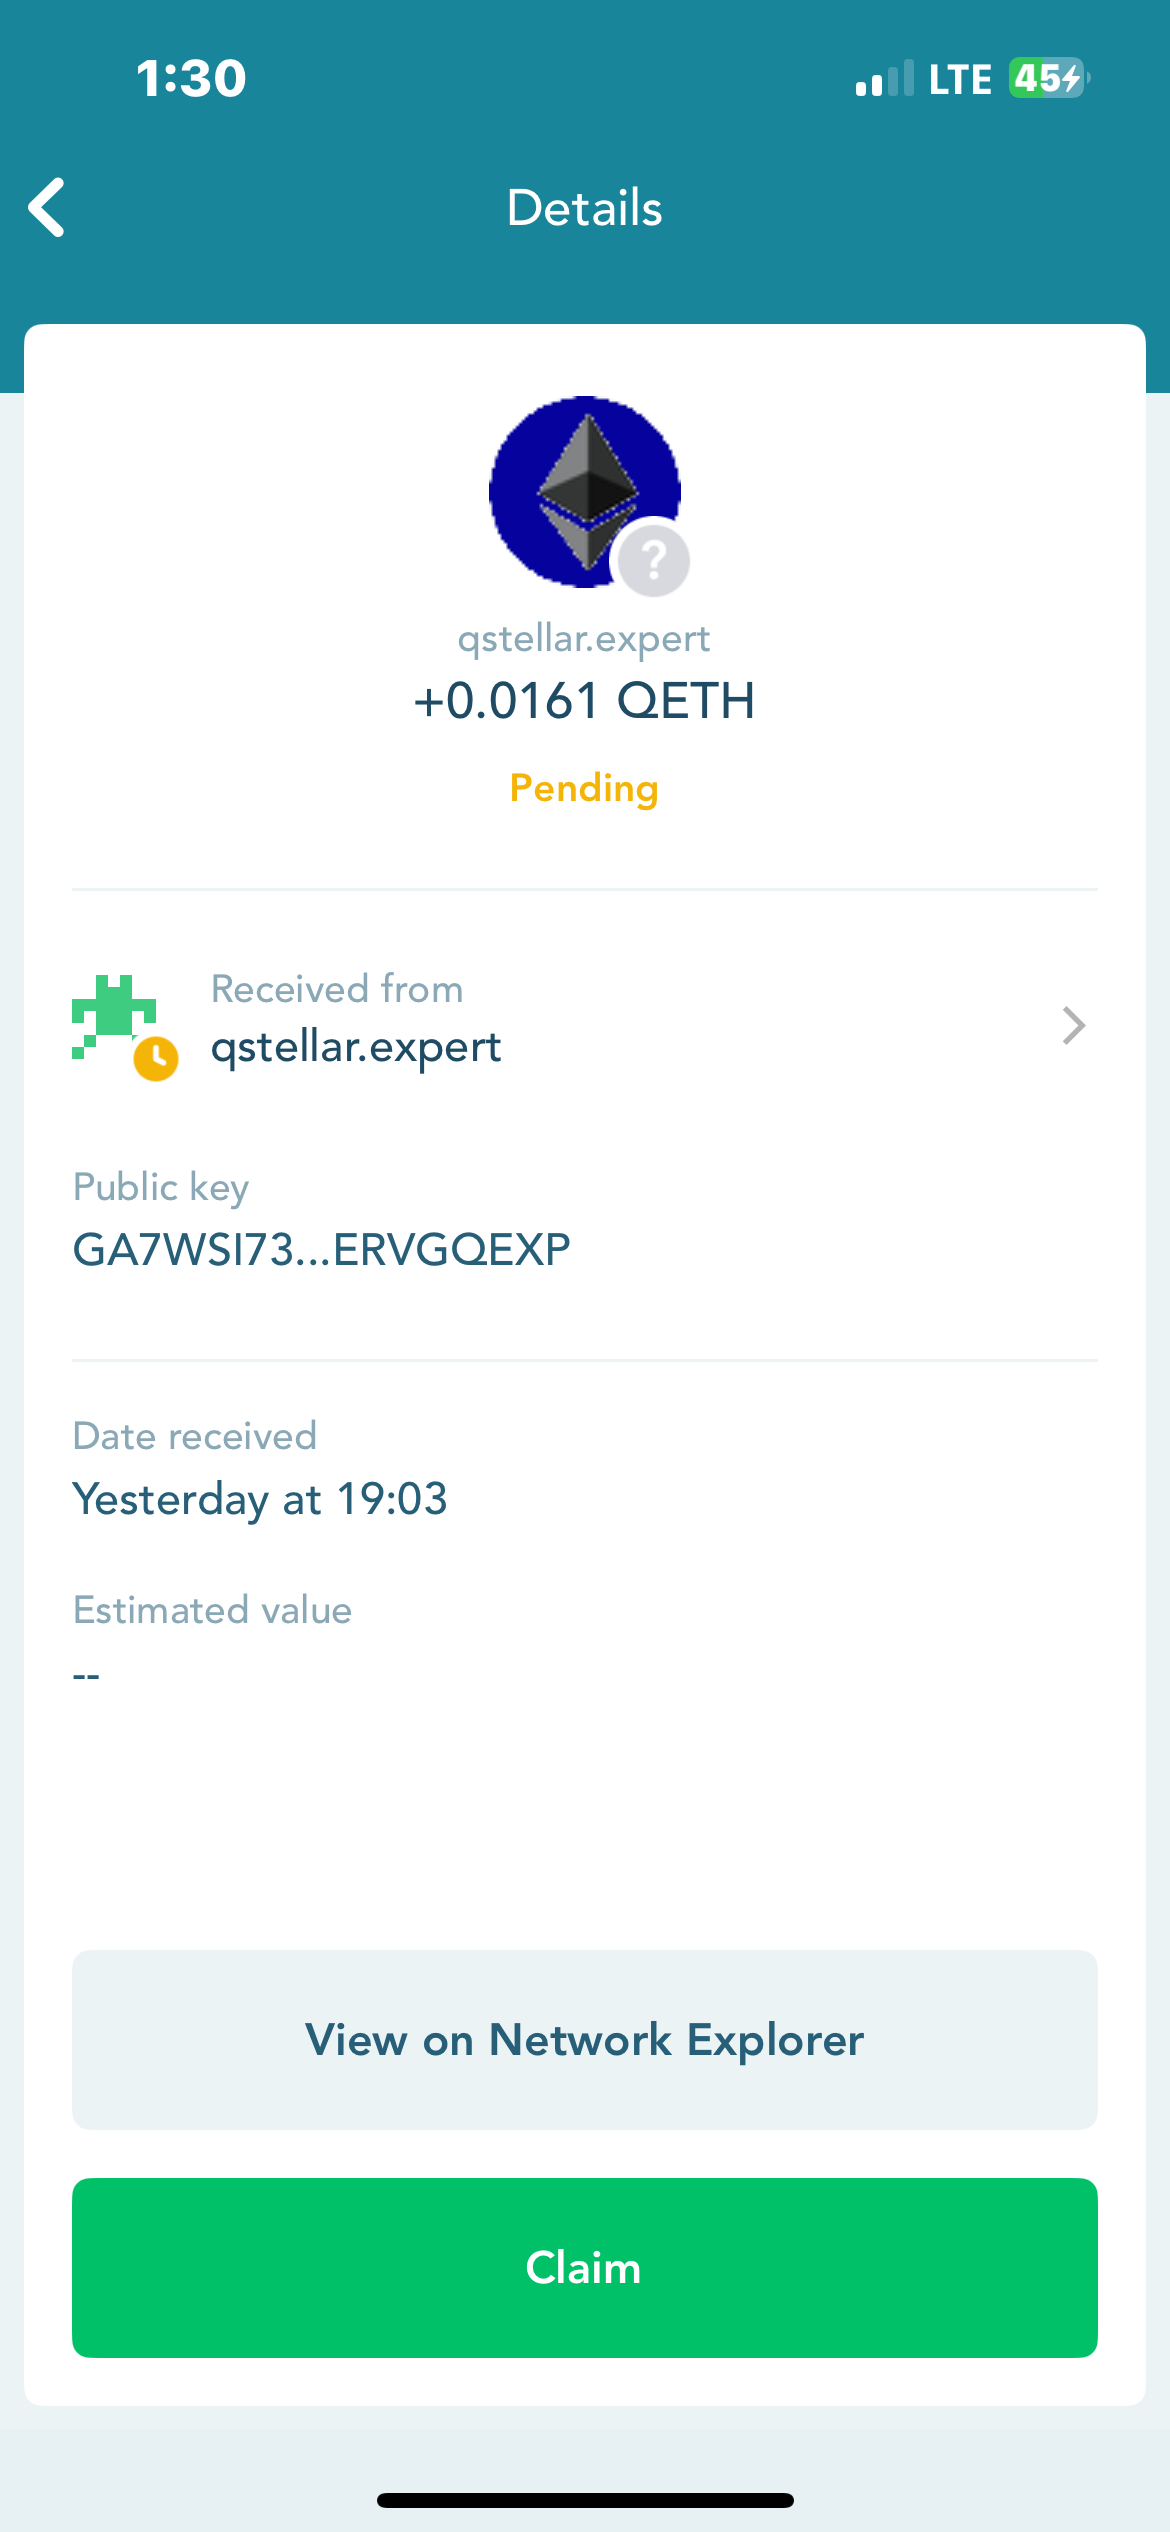 1:30
LTE 45
Details
?
qstellar.expert
+0.0161 QETH
Pending
Received from
qstellar.expert
Public key
GA7WSI73...ERVGQEXP
Date received
Yesterday at 19:03
Estimated value
--
View on Network Explorer
Claim